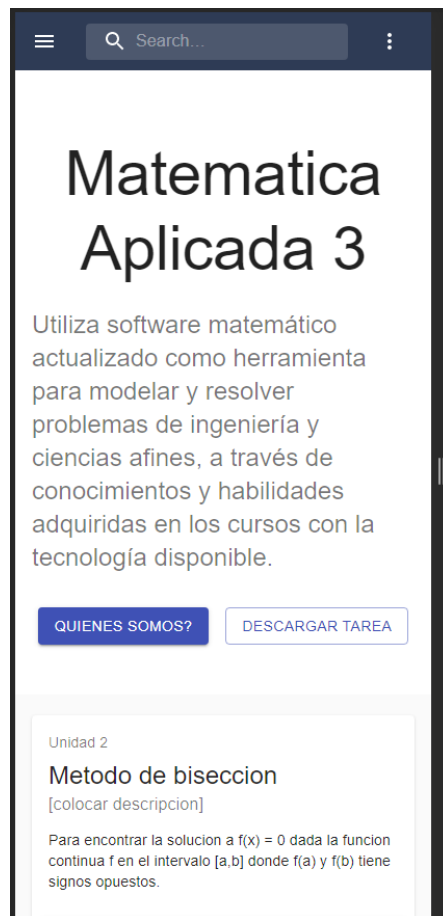 Search...
Matematica
Aplicada 3
Utiliza software matemático
actualizado como herramienta
para modelar y resolver
problemas de ingeniería y
ciencias afines, a través de
conocimientos y habilidades
adquiridas en los cursos con la
tecnología disponible.
QUIENES SOMOS? DESCARGAR TAREA
Unidad 2
Metodo de biseccion
[colocar descripcion]
Para encontrar la solucion a f(x) = 0 dada la funcion
continua f en el intervalo [a,b] donde f(a) y f(b) tiene
signos opuestos.